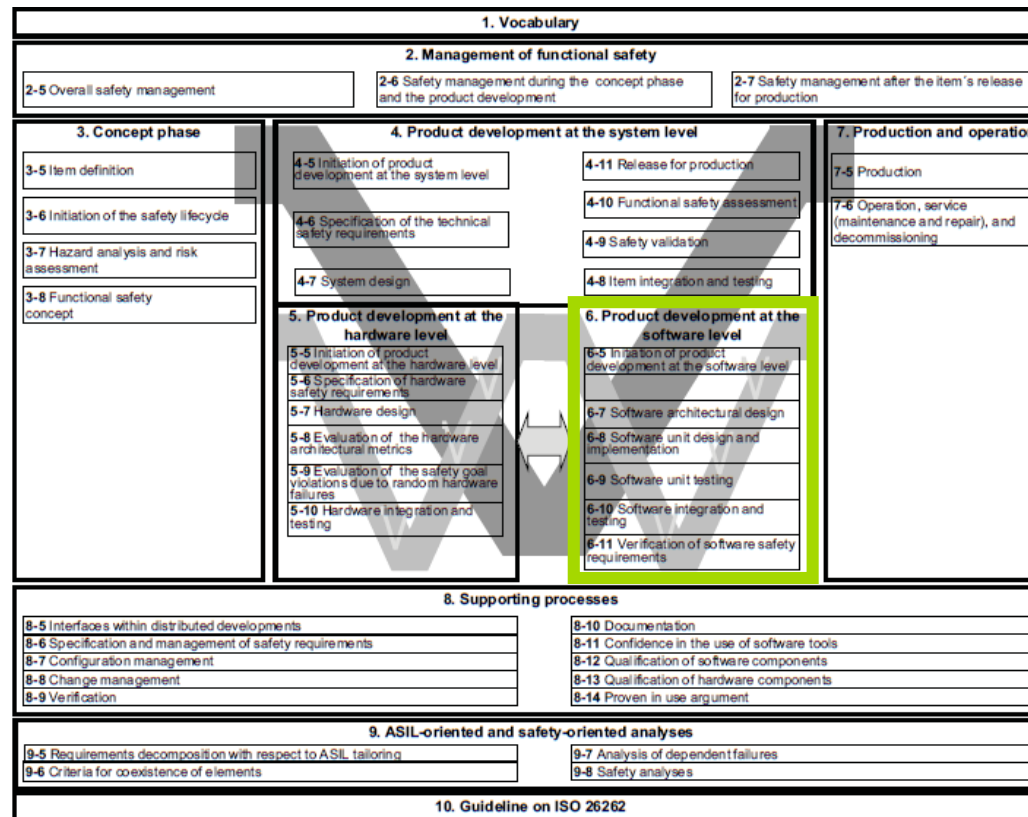 1. Vocabulary
2. Management of functional safety
2-5 Overall safety management
2-6 Safety management during the concept phase
and the product development
2-7 Safety management after the item´s release
for production
3. Concept phase
3-5 Item definition
3-6 Initiation of the safety lifecycle
3-7 Hazard analysis and risk
assessment
3-8 Functional safety
concept
4. Product development at the system level
4-5 Initiation of product
development at the system level
4-6 Specification of the technical
safety requirements
4-7 System design
4-11 Release for production
4-10 Functional safety assessment
4-9 Safety validation
4-8 Item integration and testing
7. Production and operation
7-5 Production
7-6 Operation, service
(maintenance and repair), and
decommissioning
5. Product development at the
hardware level
5-5 Initiation of product
development at the hardware level
5-6 Specification of hardware
safety requirements
5-7 Hardware design
5-8 Evaluation of the hardware
architectural metrics
5-9 Evaluation of the safety goal
violations due to random hardware
failures
5-10 Hardware integration and
testing
6. Product development at the
software level
6-5 Initiation of product
development at the software level
6-7 Software architectural design
6-8 Software unit design and
implementation
6-9 Software unit testing
6-10 Software integration and
testing
6-11 Verification of software safety
requirements
8. Supporting processes
8-5 Interfaces within distributed developments
8-6 Specification and management of safety requirements
8-7 Configuration management
8-8 Change management
8-9 Verification
8-10 Documentation
8-11 Confidence in the use of software tools
8-12 Qualification of software components
8-13 Qualification of hardware components
8-14 Proven in use argument
9. ASIL-oriented and safety-oriented analyses
9-5 Requirements decomposition with respect to ASIL tailoring
9-6 Criteria for coexistence of elements
9-7 Analysis of dependent failures
9-8 Safety analyses
10. Guideline on ISO 26262